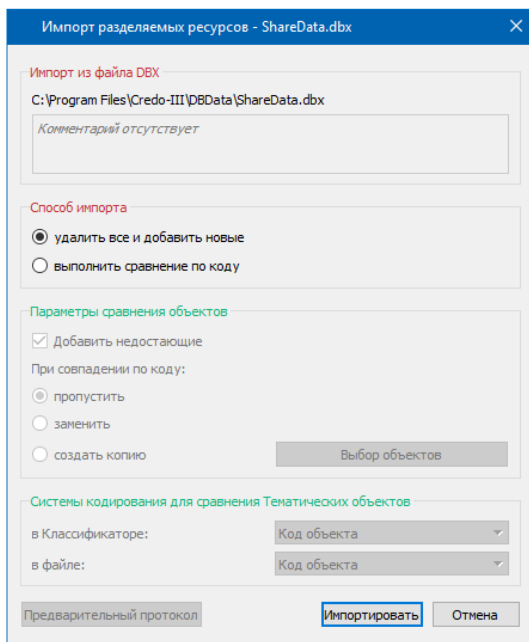 Импорт разделяемых ресурсов - ShareData.dbx
Импорт из файла DBX
C:\Program Files\Credo-III\DBData\ShareData.dbx
Комментарий отсутствует
Способ импорта
удалить все и добавить новые
выполнить сравнение по коду
Параметры сравнения объектов
Добавить недостающие
При совпадении по коду:
пропустить
заменить
создать копию
Выбор объектов
Системы кодирования для сравнения Тематических объектов
в Классификаторе:
Код объекта
в файле:
Код объекта
Предварительный протокол
Импортировать
Отмена